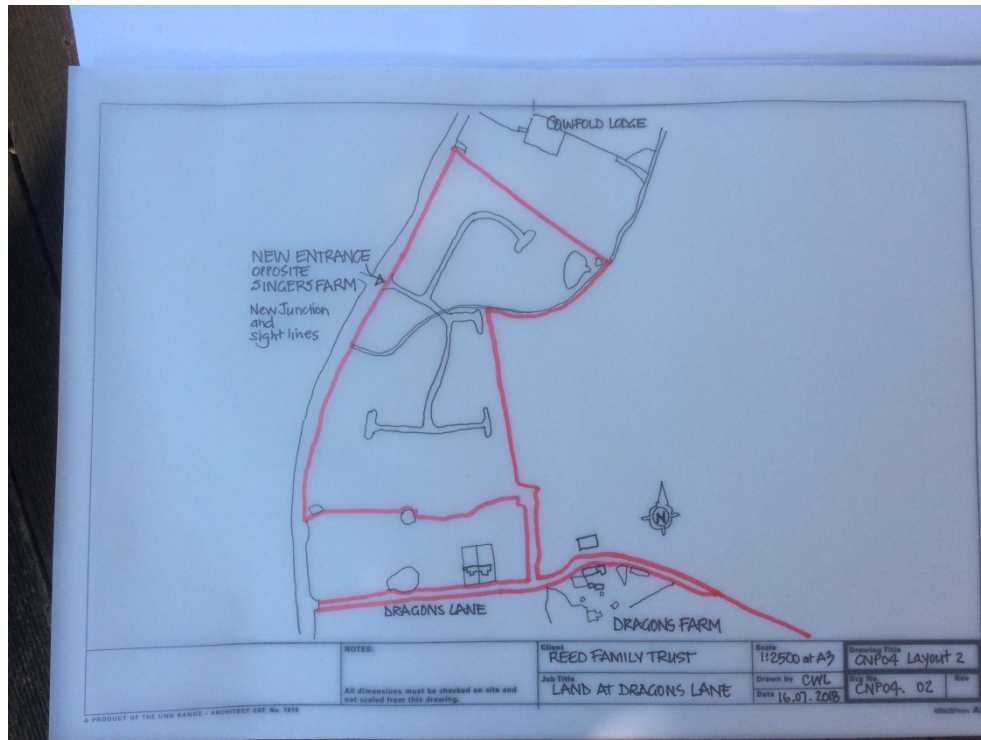 COWFOLD LODGE
NEW ENTRANCE
OPPOSITE
SINGERS FARM
New Junction
and
sight lines
N
DRAGONS LANE
DRAGONS FARM
NOTES:
All dimensions must be checked on site and
not scaled from this drawing.
Client
REED FAMILY TRUST
Job Title
LAND AT DRAGONS LANE
Scale
1:2500 at A3
Drawn by CWL
Date 16.07.2018
Drawing Title
CNP04 Layout 2
Drg No.
CNP04. 02
Rev
A PRODUCT OF THE UNO RANGE - ARCHITECT CAT. No. 1818